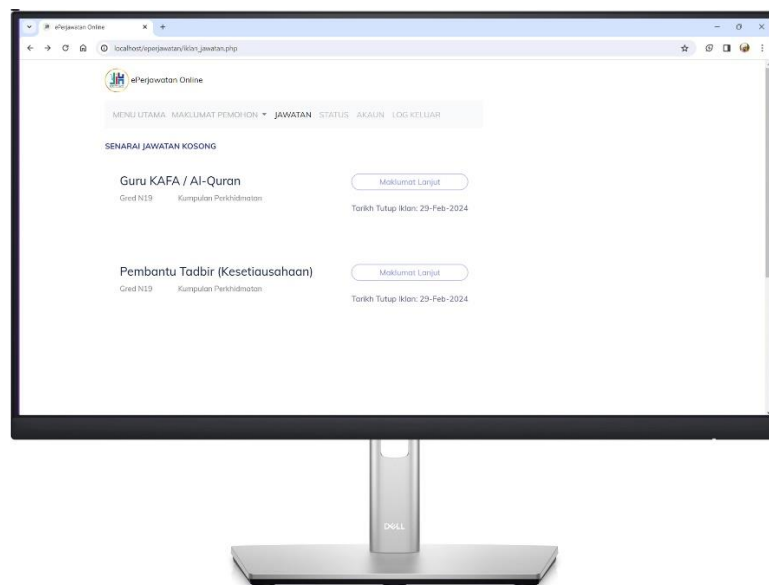 ePerjawatan Online
localhost/eperjawatan/iklan_jawatan.php
ePerjawatan Online
MENU UTAMA MAKLUMAT PEMOHON JAWATAN STATUS AKAUN LOG KELUAR
SENARAI JAWATAN KOSONG
Guru KAFA / Al-Quran
Maklumat Lanjut
Gred N19 Kumpulan Perkhidmatan
Tarikh Tutup Iklan: 29-Feb-2024
Pembantu Tadbir (Kesetiausahaan)
Maklumat Lanjut
Gred N19 Kumpulan Perkhidmatan
Tarikh Tutup Iklan: 29-Feb-2024
DELL